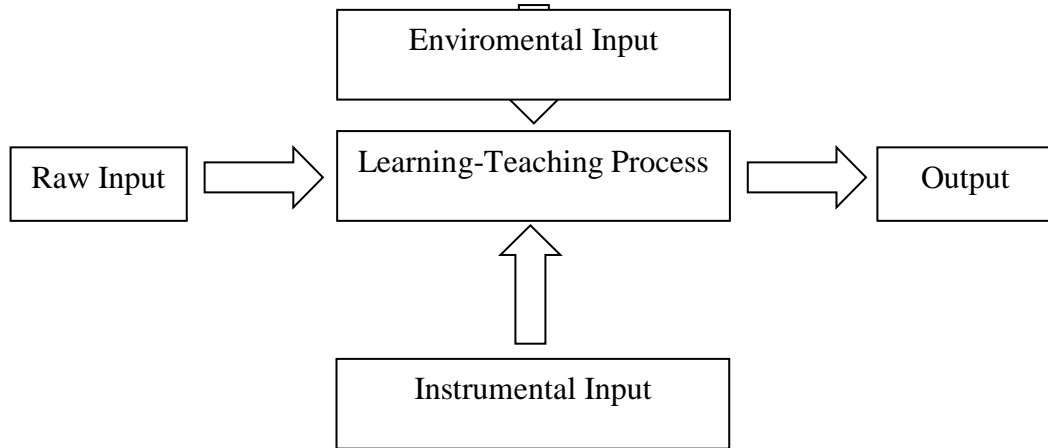 Enviromental Input
Raw Input
Learning-Teaching Process
Output
Instrumental Input